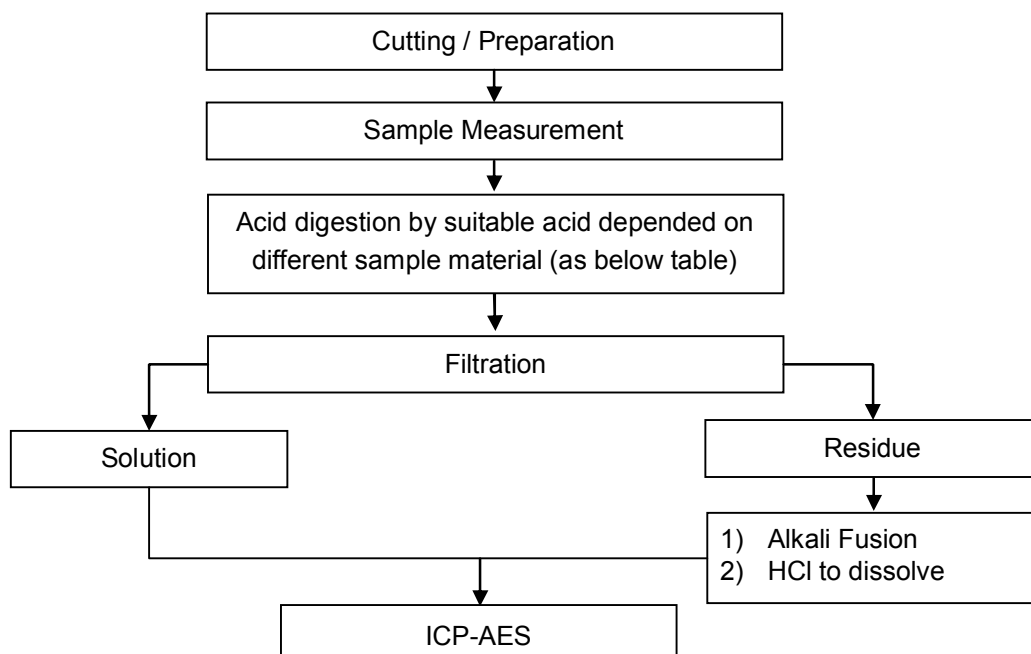 Cutting / Preparation
Sample Measurement
Acid digestion by suitable acid depended on
different sample material (as below table)
Filtration
Solution
Residue
1) Alkali Fusion
2) HCl to dissolve
ICP-AES